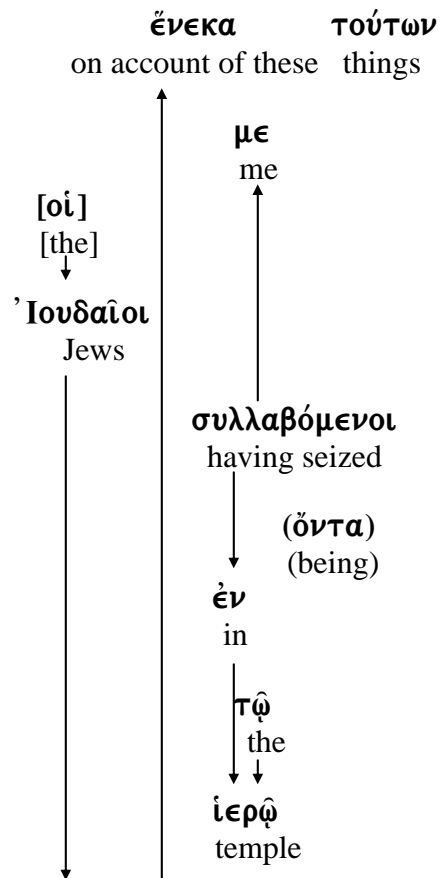 ἕνεκα τούτων
on account of these things
με
me
[οἱ]
[the]
Ἰουδαῖοι
Jews
συλλαβόμενοι
having seized
(ὄντα)
(being)
ἐν
in
τῷ
the
ἱερῷ
temple